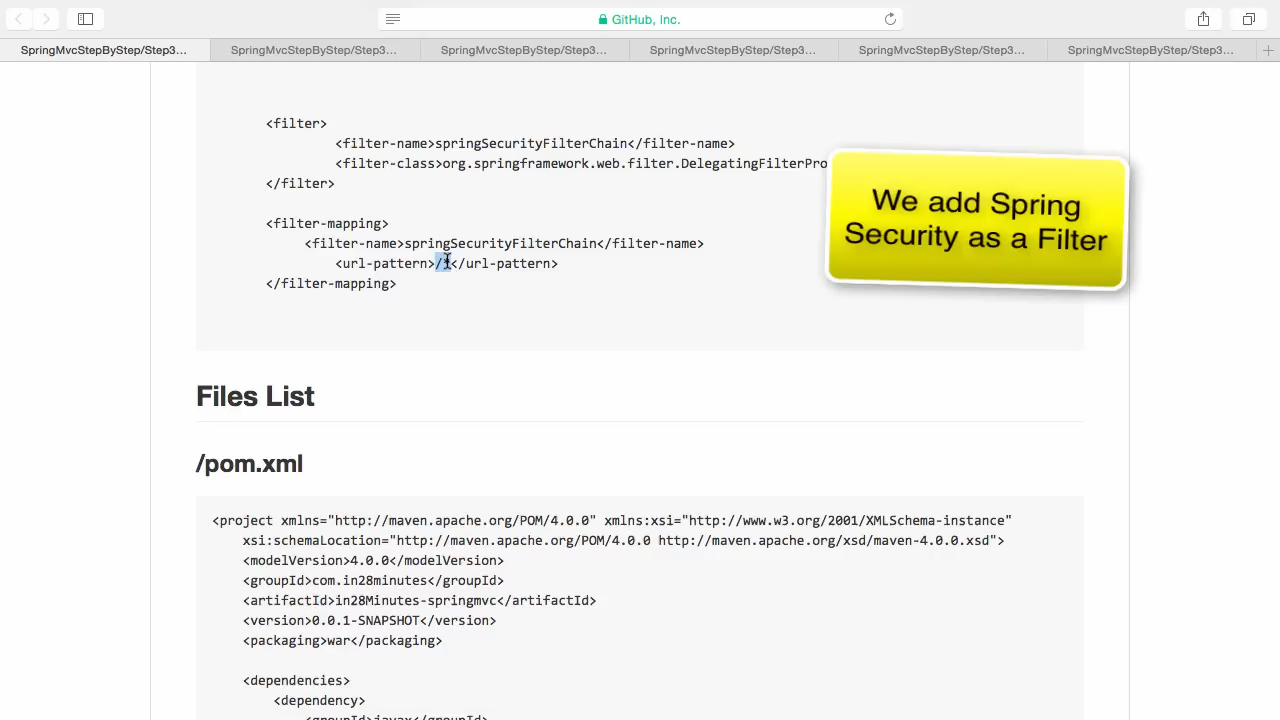 GitHub, Inc.
SpringMvcStepByStep/Step3...
SpringMvcStepByStep/Step3...
SpringMvcStepByStep/Step3...
SpringMvcStepByStep/Step3...
SpringMvcStepByStep/Step3...
SpringMvcStepByStep/Step3...
<filter>
<filter-name>springSecurityFilterChain</filter-name>
<filter-class>org.springframework.web.filter.DelegatingFilterPro
</filter>
<filter-mapping>
<filter-name>springSecurityFilterChain</filter-name>
<url-pattern>/*</url-pattern>
</filter-mapping>
We add Spring
Security as a Filter
Files List
/pom.xml
<project xmlns="http://maven.apache.org/POM/4.0.0" xmlns:xsi="http://www.w3.org/2001/XMLSchema-instance"
xsi:schemaLocation="http://maven.apache.org/POM/4.0.0 http://maven.apache.org/xsd/maven-4.0.0.xsd">
<modelVersion>4.0.0</modelVersion>
<groupId>com.in28minutes</groupId>
<artifactId>in28Minutes-springmvc</artifactId>
<version>0.0.1-SNAPSHOT</version>
<packaging>war</packaging>
<dependencies>
<dependency>
<groupId>javax</groupId>